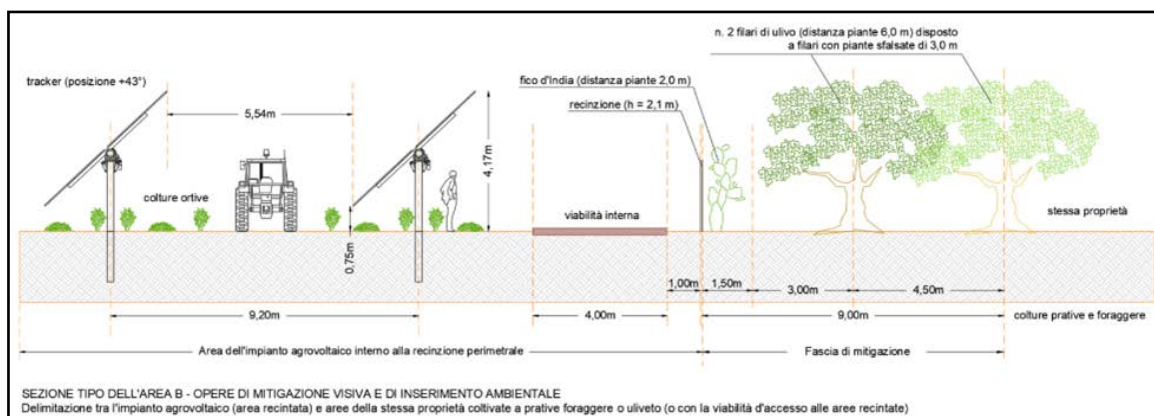 n. 2 filari di ulivo (distanza piante 6,0 m) disposto
a filari con piante sfalsate di 3,0 m
tracker (posizione +43°)
fico d'India (distanza piante 2,0 m)
recinzione (h = 2,1 m)
5,54m
4,17m
colture ortive
viabilità interna
stessa proprietà
0,75m
1,00m
1,50m
3,00m
4,50m
9,20m
4,00m
9,00m
colture prative e foraggere
Area dell'impianto agrovoltaico interno alla recinzione perimetrale
Fascia di mitigazione
SEZIONE TIPO DELL'AREA B - OPERE DI MITIGAZIONE VISIVA E DI INSERIMENTO AMBIENTALE
Delimitazione tra l'impianto agrovoltaico (area recintata) e aree della stessa proprietà coltivate a prative foraggere o uliveto (o con la viabilità d'accesso alle aree recintate)